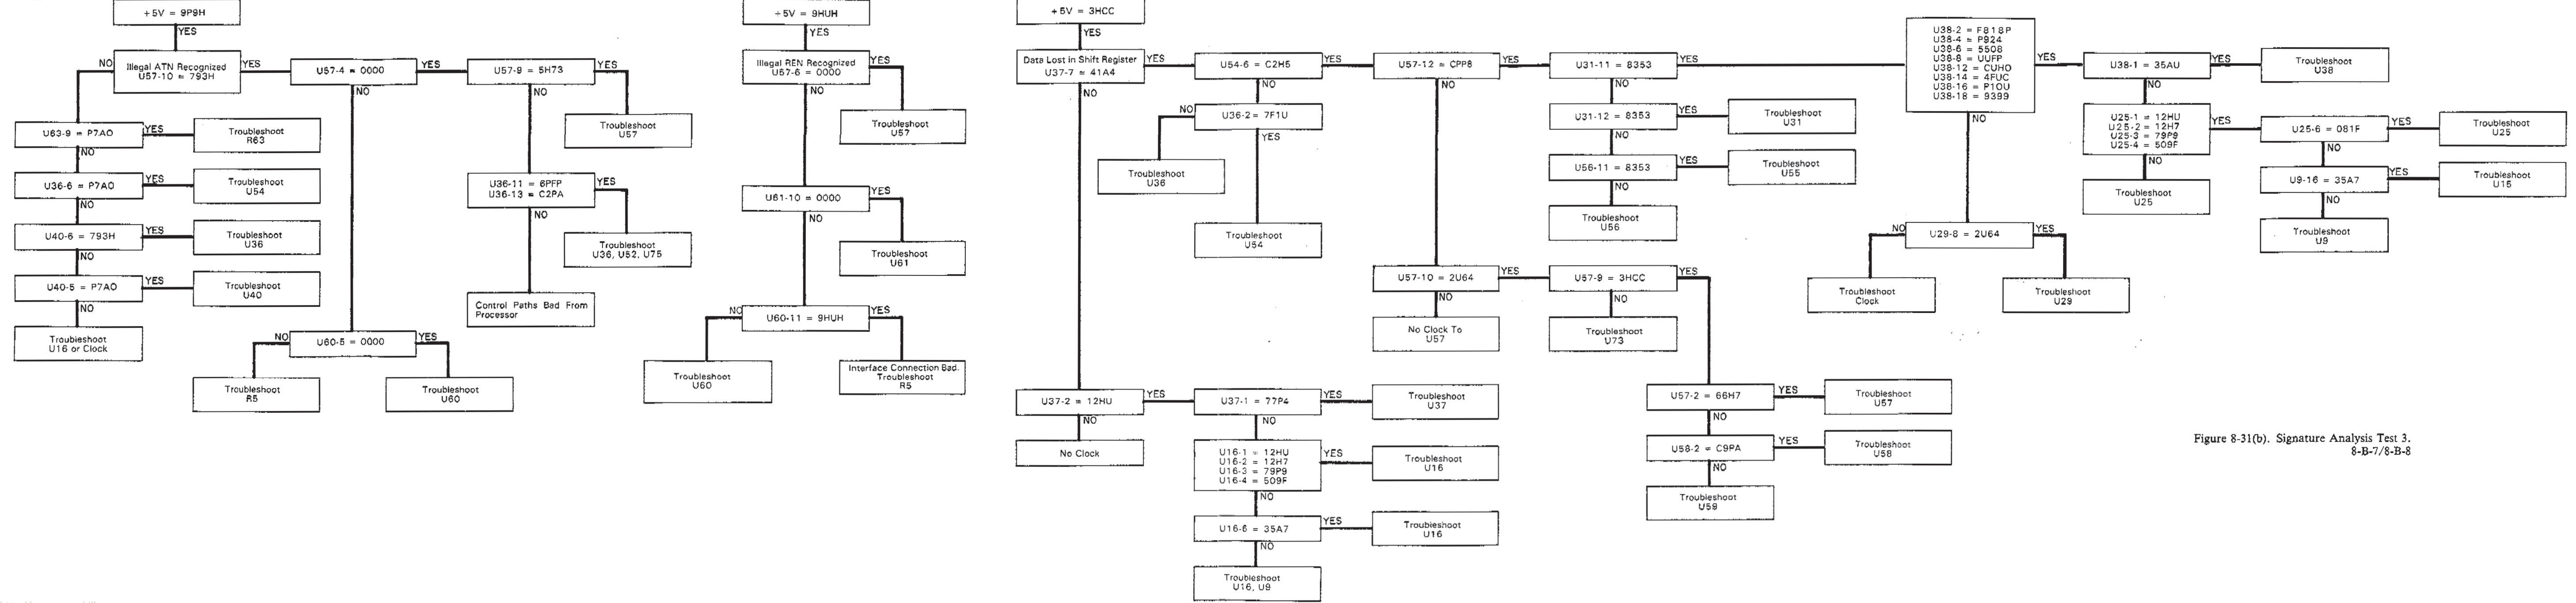 +5V = 9P9H
YES
Illegal ATN Recognized
U57-10 = 793H
NO
YES
U57-4 = 0000
YES
NO
U57-9 = 5H73
YES
NO
Troubleshoot
U57
U63-9 = P7AO
YES
NO
Troubleshoot
R63
U36-6 = P7AO
YES
NO
Troubleshoot
U54
U40-6 = 793H
YES
NO
Troubleshoot
U36
U40-5 = P7AO
YES
NO
Troubleshoot
U40
Troubleshoot
U16 or Clock
U36-11 = 6PFP
U36-13 = C2PA
YES
NO
Troubleshoot
U36, U52, U75
Control Paths Bad From
Processor
U60-5 = 0000
NO
YES
Troubleshoot
R5
Troubleshoot
U60
+5V = 9HUH
YES
Illegal REN Recognized
U57-6 = 0000
YES
NO
Troubleshoot
U57
U61-10 = 0000
YES
NO
Troubleshoot
U61
U60-11 = 9HUH
NO
YES
Troubleshoot
U60
Interface Connection Bad.
Troubleshoot
R5
+5V = 3HCC
YES
Data Lost in Shift Register
U37-7 = 41A4
YES
NO
U54-6 = C2H5
YES
NO
U36-2 = 7F1U
NO
YES
Troubleshoot
U36
Troubleshoot
U54
U57-12 = CPP8
YES
NO
U31-11 = 8353
YES
NO
U31-12 = 8353
YES
NO
Troubleshoot
U31
U56-11 = 8353
YES
NO
Troubleshoot
U55
Troubleshoot
U56
U57-10 = 2U64
YES
NO
No Clock To
U57
U57-9 = 3HCC
YES
NO
Troubleshoot
U73
U57-2 = 66H7
YES
NO
Troubleshoot
U57
U58-2 = C9PA
YES
NO
Troubleshoot
U58
Troubleshoot
U59
U37-2 = 12HU
YES
NO
No Clock
U37-1 = 77P4
YES
NO
Troubleshoot
U37
U16-1 = 12HU
U16-2 = 12H7
U16-3 = 79P9
U16-4 = 509F
YES
NO
Troubleshoot
U16
U16-6 = 35A7
YES
NO
Troubleshoot
U16
Troubleshoot
U16, U9
U38-2 = F818P
U38-4 = P924
U38-6 = 5508
U38-8 = UUFP
U38-12 = CUHO
U38-14 = 4FUC
U38-16 = P1OU
U38-18 = 9399
YES
NO
U29-8 = 2U64
NO
YES
Troubleshoot
Clock
Troubleshoot
U29
U38-1 = 35AU
YES
NO
Troubleshoot
U38
U25-1 = 12HU
U25-2 = 12H7
U25-3 = 79P9
U25-4 = 509F
YES
NO
Troubleshoot
U25
U25-6 = 081F
YES
NO
Troubleshoot
U25
U9-16 = 35A7
YES
NO
Troubleshoot
U15
Troubleshoot
U9
Figure 8-31(b). Signature Analysis Test 3.
8-B-7/8-B-8